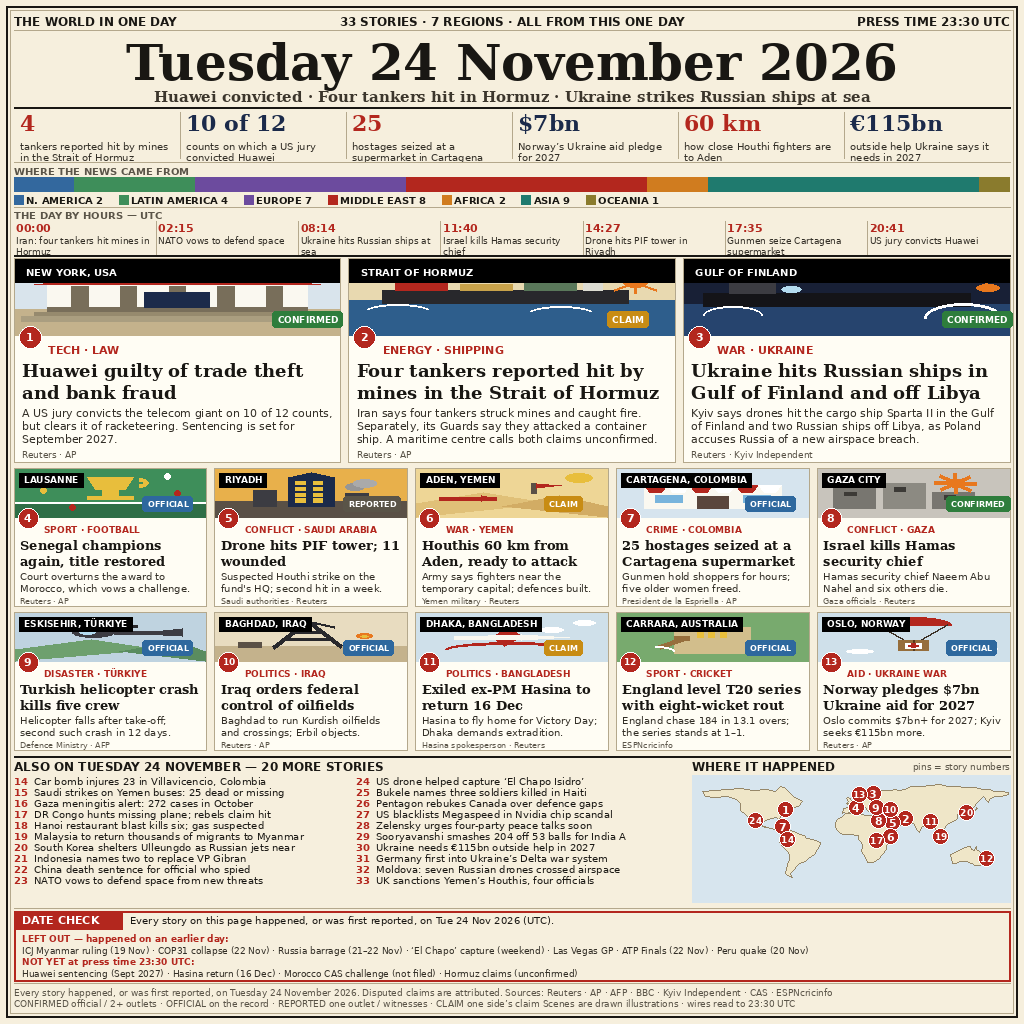 THE WORLD IN ONE DAY
33 STORIES · 7 REGIONS · ALL FROM THIS ONE DAY
PRESS TIME 23:30 UTC
Tuesday 24 November 2026
Huawei convicted · Four tankers hit in Hormuz · Ukraine strikes Russian ships at sea
4
tankers reported hit by mines
in the Strait of Hormuz
10 of 12
counts on which a US jury
convicted Huawei
25
hostages seized at a
supermarket in Cartagena
$7bn
Norway's Ukraine aid pledge
for 2027
60 km
how close Houthi fighters are
to Aden
€115bn
outside help Ukraine says it
needs in 2027
WHERE THE NEWS CAME FROM
N. AMERICA 2
LATIN AMERICA 4
EUROPE 7
MIDDLE EAST 8
AFRICA 2
ASIA 9
OCEANIA 1
THE DAY BY HOURS — UTC
00:00
Iran: four tankers hit mines in
Hormuz
02:15
NATO vows to defend space
08:14
Ukraine hits Russian ships at
sea
11:40
Israel kills Hamas security
chief
14:27
Drone hits PIF tower in
Riyadh
17:35
Gunmen seize Cartagena
supermarket
20:41
US jury convicts Huawei
NEW YORK, USA
CONFIRMED
1
TECH · LAW
Huawei guilty of trade theft
and bank fraud
A US jury convicts the telecom giant on 10 of 12 counts,
but clears it of racketeering. Sentencing is set for
September 2027.
Reuters · AP
STRAIT OF HORMUZ
CLAIM
2
ENERGY · SHIPPING
Four tankers reported hit by
mines in the Strait of Hormuz
Iran says four tankers struck mines and caught fire.
Separately, its Guards say they attacked a container
ship. A maritime centre calls both claims unconfirmed.
Reuters · AP
GULF OF FINLAND
CONFIRMED
3
WAR · UKRAINE
Ukraine hits Russian ships in
Gulf of Finland and off Libya
Kyiv says drones hit the cargo ship Sparta II in the Gulf
of Finland and two Russian ships off Libya, as Poland
accuses Russia of a new airspace breach.
Reuters · Kyiv Independent
LAUSANNE
OFFICIAL
4
SPORT · FOOTBALL
Senegal champions
again, title restored
Court overturns the award to
Morocco, which vows a challenge.
Reuters · AP
RIYADH
REPORTED
5
CONFLICT · SAUDI ARABIA
Drone hits PIF tower; 11
wounded
Suspected Houthi strike on the
fund's HQ; second hit in a week.
Saudi authorities · Reuters
ADEN, YEMEN
CLAIM
6
WAR · YEMEN
Houthis 60 km from
Aden, ready to attack
Army says fighters near the
temporary capital; defences built.
Yemen military · Reuters
CARTAGENA, COLOMBIA
OFFICIAL
7
CRIME · COLOMBIA
25 hostages seized at a
Cartagena supermarket
Gunmen hold shoppers for hours;
five older women freed.
President de la Espriella · AP
GAZA CITY
CONFIRMED
8
CONFLICT · GAZA
Israel kills Hamas
security chief
Hamas security chief Naeem Abu
Nahel and six others die.
Gaza officials · Reuters
ESKISEHIR, TÜRKIYE
OFFICIAL
9
DISASTER · TÜRKIYE
Turkish helicopter crash
kills five crew
Helicopter falls after take-off;
second such crash in 12 days.
Defence Ministry · AFP
BAGHDAD, IRAQ
OFFICIAL
10
POLITICS · IRAQ
Iraq orders federal
control of oilfields
Baghdad to run Kurdish oilfields
and crossings; Erbil objects.
Reuters · AP
DHAKA, BANGLADESH
CLAIM
11
POLITICS · BANGLADESH
Exiled ex-PM Hasina to
return 16 Dec
Hasina to fly home for Victory Day;
Dhaka demands extradition.
Hasina spokesperson · Reuters
CARRARA, AUSTRALIA
OFFICIAL
12
SPORT · CRICKET
England level T20 series
with eight-wicket rout
England chase 184 in 13.1 overs;
the series stands at 1–1.
ESPNcricinfo
OSLO, NORWAY
OFFICIAL
13
AID · UKRAINE WAR
Norway pledges $7bn
Ukraine aid for 2027
Oslo commits $7bn+ for 2027; Kyiv
seeks €115bn more.
Reuters · AP
ALSO ON TUESDAY 24 NOVEMBER — 20 MORE STORIES
14 Car bomb injures 23 in Villavicencio, Colombia
15 Saudi strikes on Yemen buses: 25 dead or missing
16 Gaza meningitis alert: 272 cases in October
17 DR Congo hunts missing plane; rebels claim hit
18 Hanoi restaurant blast kills six; gas suspected
19 Malaysia to return thousands of migrants to Myanmar
20 South Korea shelters Ulleungdo as Russian jets near
21 Indonesia names two to replace VP Gibran
22 China death sentence for official who spied
23 NATO vows to defend space from new threats
24 US drone helped capture ‘El Chapo Isidro’
25 Bukele names three soldiers killed in Haiti
26 Pentagon rebukes Canada over defence gaps
27 US blacklists Megaspeed in Nvidia chip scandal
28 Zelensky urges four-party peace talks soon
29 Sooryavanshi smashes 204 off 53 balls for India A
30 Ukraine needs €115bn outside help in 2027
31 Germany first into Ukraine's Delta war system
32 Moldova: seven Russian drones crossed airspace
33 UK sanctions Yemen's Houthis, four officials
WHERE IT HAPPENED
pins = story numbers
13
3
1
4
9
10
24
7
8
5
2
11
20
14
17
6
19
12
DATE CHECK
Every story on this page happened, or was first reported, on Tue 24 Nov 2026 (UTC).
LEFT OUT — happened on an earlier day:
ICJ Myanmar ruling (19 Nov) · COP31 collapse (22 Nov) · Russia barrage (21–22 Nov) · ‘El Chapo’ capture (weekend) · Las Vegas GP · ATP Finals (22 Nov) · Peru quake (20 Nov)
NOT YET at press time 23:30 UTC:
Huawei sentencing (Sept 2027) · Hasina return (16 Dec) · Morocco CAS challenge (not filed) · Hormuz claims (unconfirmed)
Every story happened, or was first reported, on Tuesday 24 November 2026. Disputed claims are attributed. Sources: Reuters · AP · AFP · BBC · Kyiv Independent · CAS · ESPNcricinfo
CONFIRMED official / 2+ outlets · OFFICIAL on the record · REPORTED one outlet / witnesses · CLAIM one side's claim Scenes are drawn illustrations · wires read to 23:30 UTC